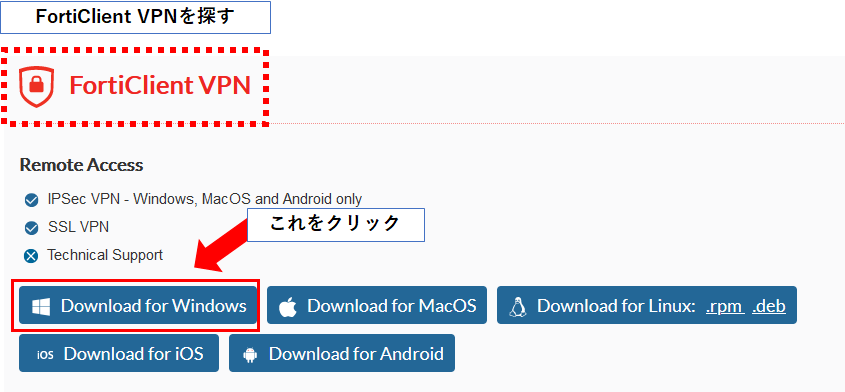 FortiClient VPNを探す
FortiClient VPN
Remote Access
IPSec VPN - Windows, MacOS and Android only
SSL VPN
これをクリック
Technical Support
Download for Windows
Download for MacOS
Download for Linux: .rpm .deb
iOS Download for iOS
Download for Android